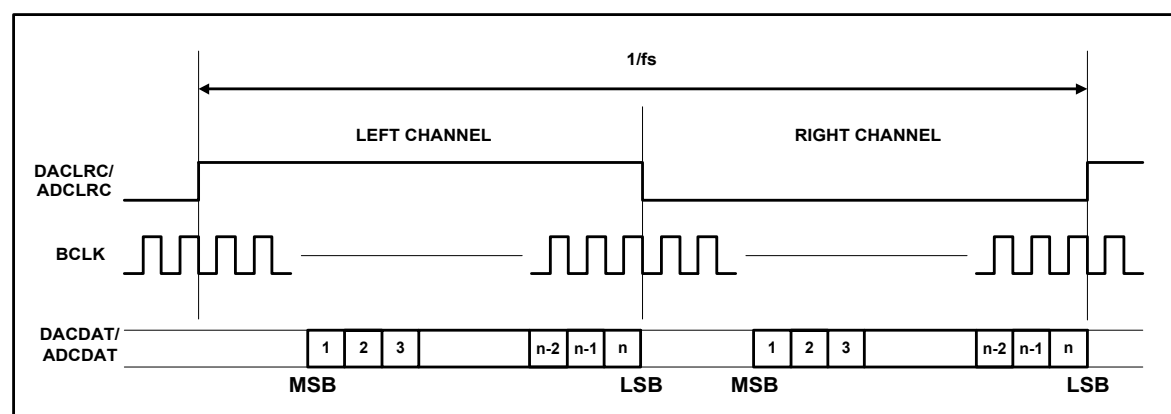 1/fs
LEFT CHANNEL
RIGHT CHANNEL
DACLRC/
ADCLRC
BCLK
DACDAT/
ADCDAT
1 2 3 n-2 n-1 n 1 2 3 n-2 n-1 n
MSB LSB MSB LSB